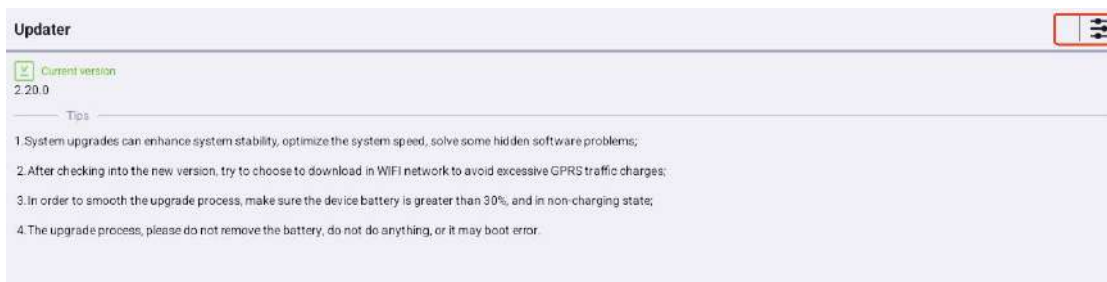 Updater
Current version
2.20.0
Tips
1.System upgrades can enhance system stability, optimize the system speed, solve some hidden software problems;
2.After checking into the new version, try to choose to download in WIFI network to avoid excessive GPRS traffic charges;
3.In order to smooth the upgrade process, make sure the device battery is greater than 30%, and in non-charging state;
4.The upgrade process, please do not remove the battery, do not do anything, or it may boot error.